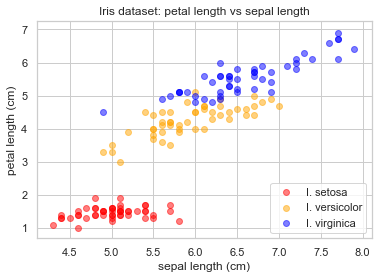 Iris dataset: petal length vs sepal length
7
6
5
4
3
2
1
petal length (cm)
4.5 5.0 5.5 6.0 6.5 7.0 7.5 8.0
sepal length (cm)
I. setosa
I. versicolor
I. virginica